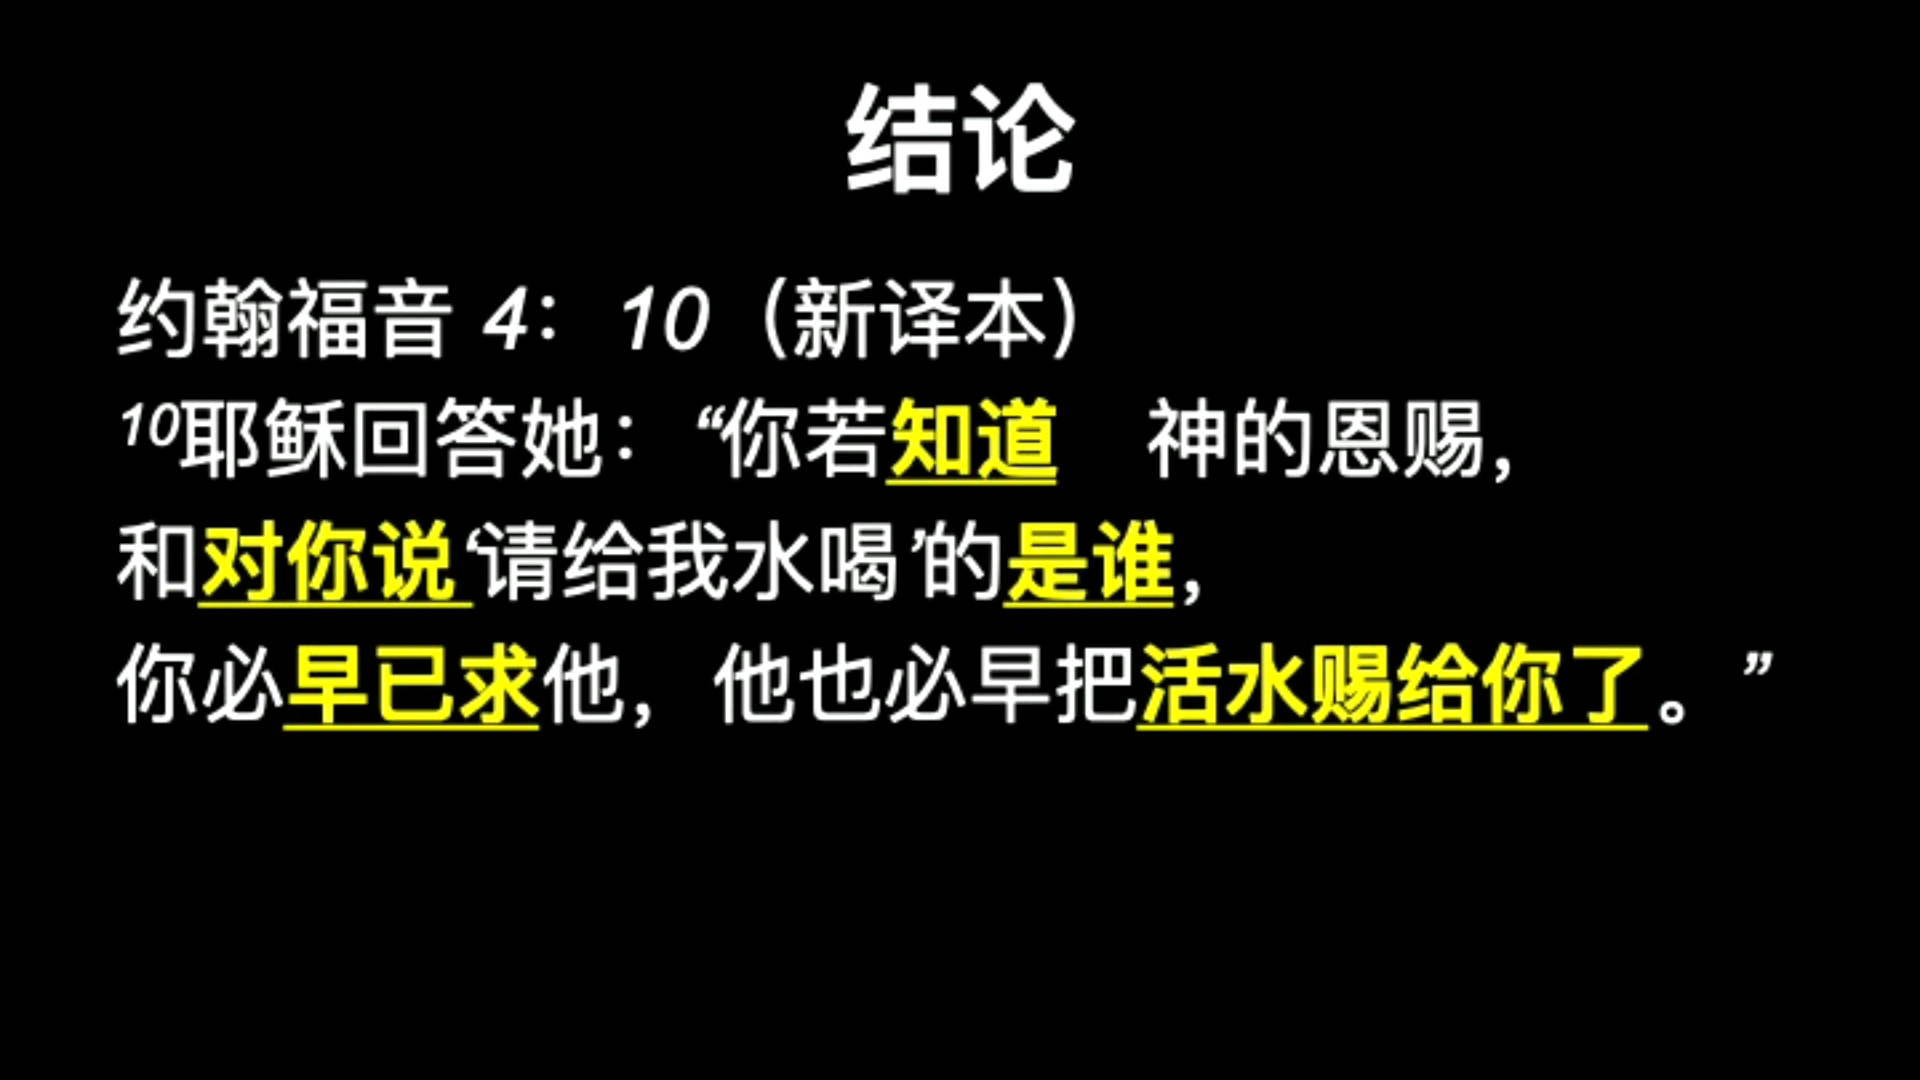 结论
约翰福音 4：10（新译本）
10耶稣回答她：“你若知道　神的恩赐，
和对你说‘请给我水喝’的是谁，
你必早已求他，他也必早把活水赐给你了。”